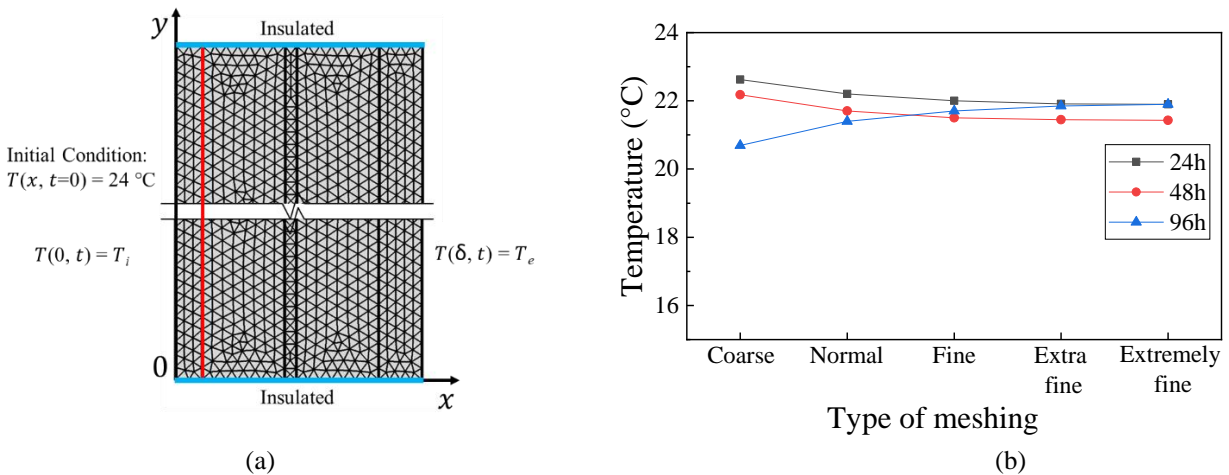 y
Insulated
Initial Condition:
T(x, t=0) = 24 °C
T(0, t) = T_i
T(δ, t) = T_e
0
Insulated
x
(a)
Temperature (°C)
24
22
20
18
16
24h
48h
96h
Coarse
Normal
Fine
Extra
fine
Extremely
fine
Type of meshing
(b)